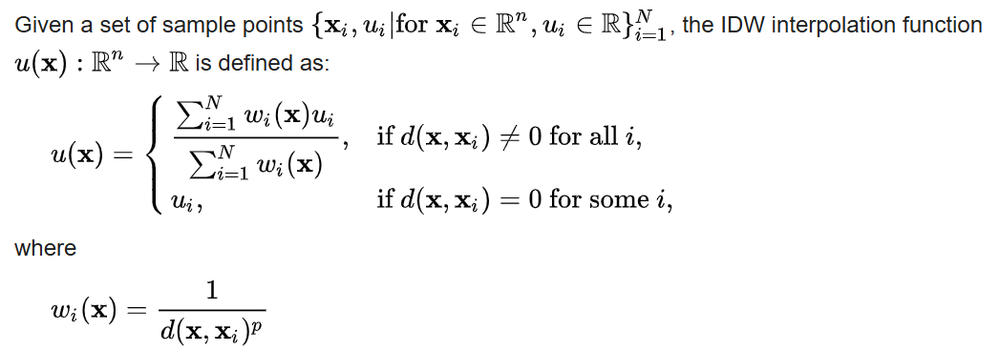 Given a set of sample points $\{\mathbf{x}_i, u_i | \text{for } \mathbf{x}_i \in \mathbb{R}^n, u_i \in \mathbb{R}\}_{i=1}^{N}$, the IDW interpolation function
$u(\mathbf{x}) : \mathbb{R}^n \to \mathbb{R}$ is defined as:
$u(\mathbf{x}) = \begin{cases} \dfrac{\sum_{i=1}^{N} w_i(\mathbf{x}) u_i}{\sum_{i=1}^{N} w_i(\mathbf{x})}, & \text{if } d(\mathbf{x}, \mathbf{x}_i) \neq 0 \text{ for all } i, \\ u_i, & \text{if } d(\mathbf{x}, \mathbf{x}_i) = 0 \text{ for some } i, \end{cases}$
where
$w_i(\mathbf{x}) = \dfrac{1}{d(\mathbf{x}, \mathbf{x}_i)^p}$